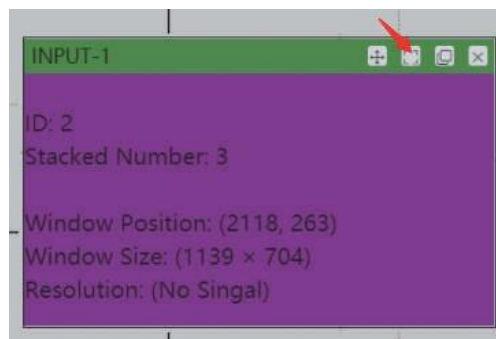 INPUT-1
ID: 2
Stacked Number: 3
Window Position: (2118, 263)
Window Size: (1139 × 704)
Resolution: (No Singal)